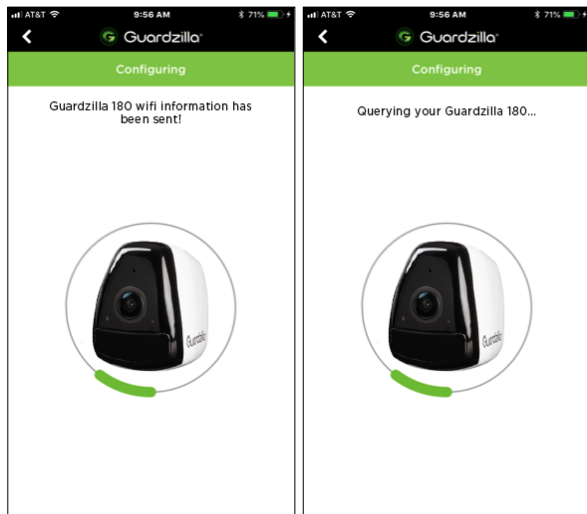 AT&T 9:56 AM 71%
Guardzilla®
Configuring
Guardzilla 180 wifi information has
been sent!
Guardzilla
AT&T 9:56 AM 71%
Guardzilla®
Configuring
Querying your Guardzilla 180...
Guardzilla